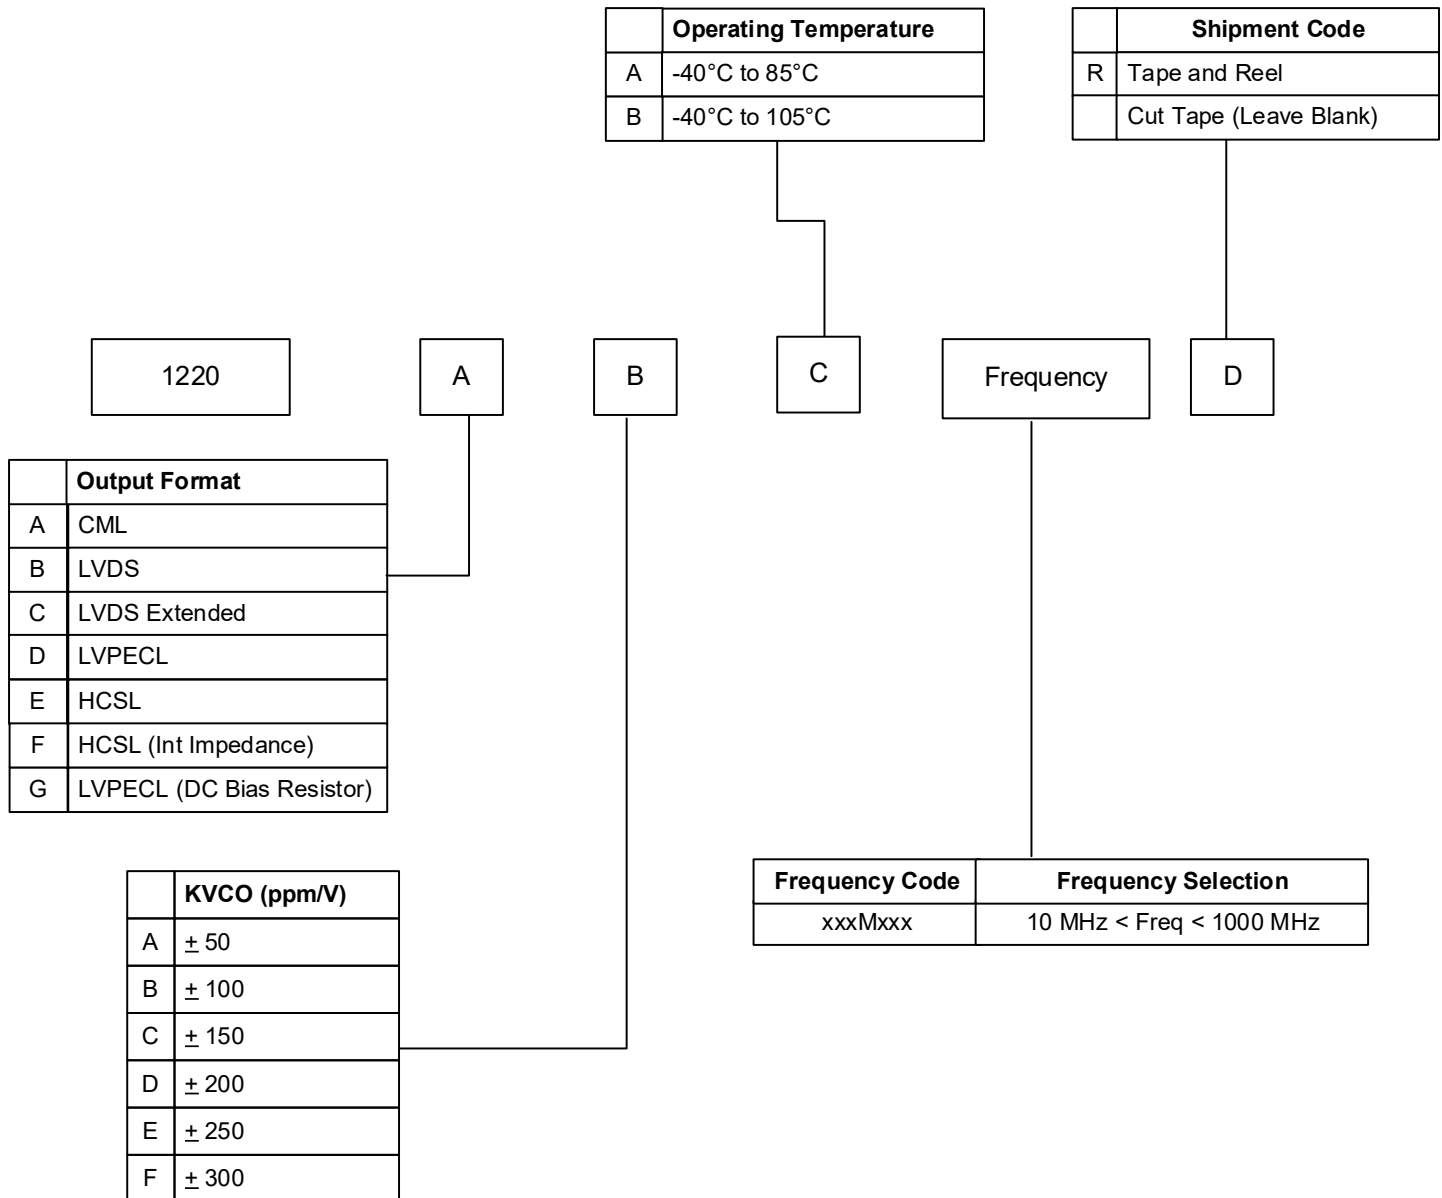 Operating Temperature
A -40°C to 85°C
B -40°C to 105°C
Shipment Code
R Tape and Reel
Cut Tape (Leave Blank)
1220 A B C Frequency D
Output Format
A CML
B LVDS
C LVDS Extended
D LVPECL
E HCSL
F HCSL (Int Impedance)
G LVPECL (DC Bias Resistor)
KVCO (ppm/V)
A ± 50
B ± 100
C ± 150
D ± 200
E ± 250
F ± 300
Frequency Code Frequency Selection
xxxMxxx 10 MHz < Freq < 1000 MHz